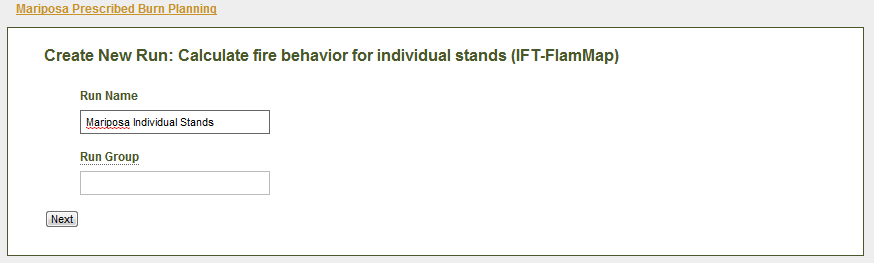 Mariposa Prescribed Burn Planning
Create New Run: Calculate fire behavior for individual stands (IFT-FlamMap)
Run Name
Mariposa Individual Stands
Run Group
Next